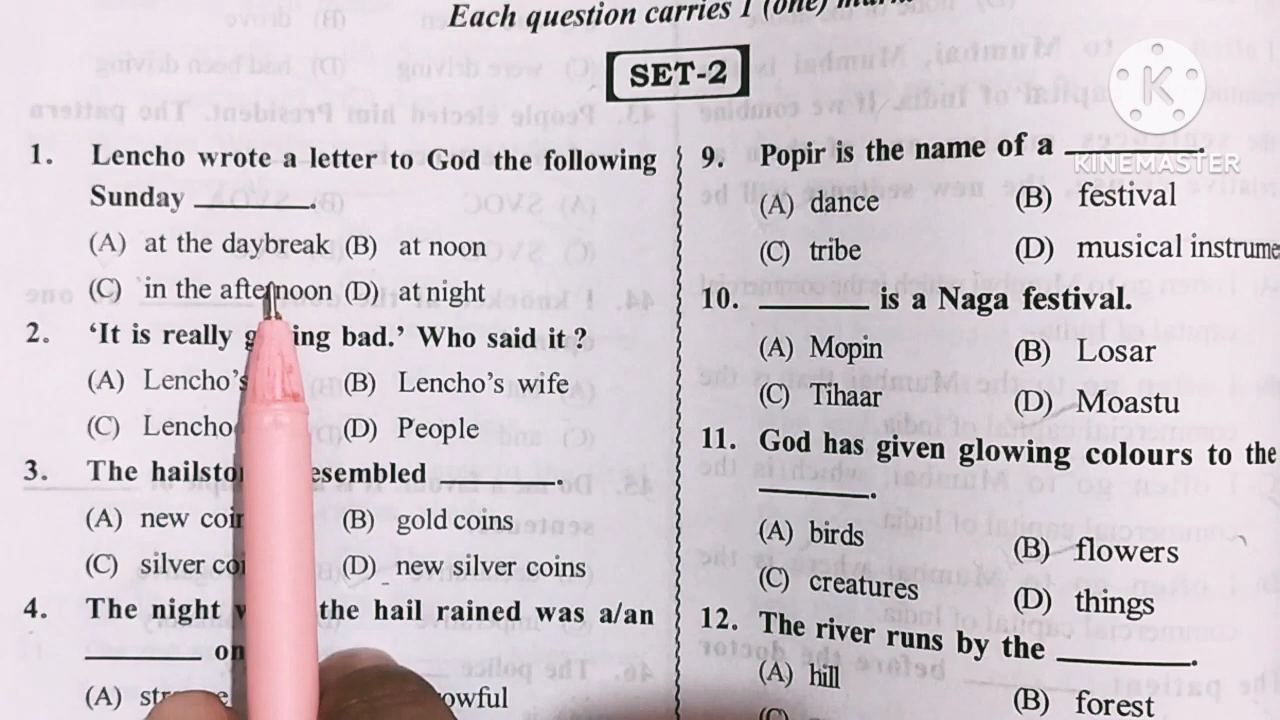 Each question carries 1 (one)
SET-2
1. Lencho wrote a letter to God the following
Sunday ________.
(A) at the daybreak (B) at noon
(C) in the afternoon (D) at night
2. ‘It is really ing bad.’ Who said it ?
(A) Lencho’s (B) Lencho’s wife
(C) Lencho (D) People
3. The esembled ________.
(A) new (B) gold coins
(C) silver (D) new silver coins
4. The night the hail rained was a/an
________ on
(A) owful
9. Popir is the name of a ________.
(A) dance (B) festival
(C) tribe (D) musical instrume
10. ________ is a Naga festival.
(A) Mopin (B) Losar
(C) Tihaar (D) Moastu
11. God has given glowing colours to the
________.
(A) birds (B) flowers
(C) creatures (D) things
12. The river runs by the ________.
(A) hill (B) forest
K
KINEMASTER